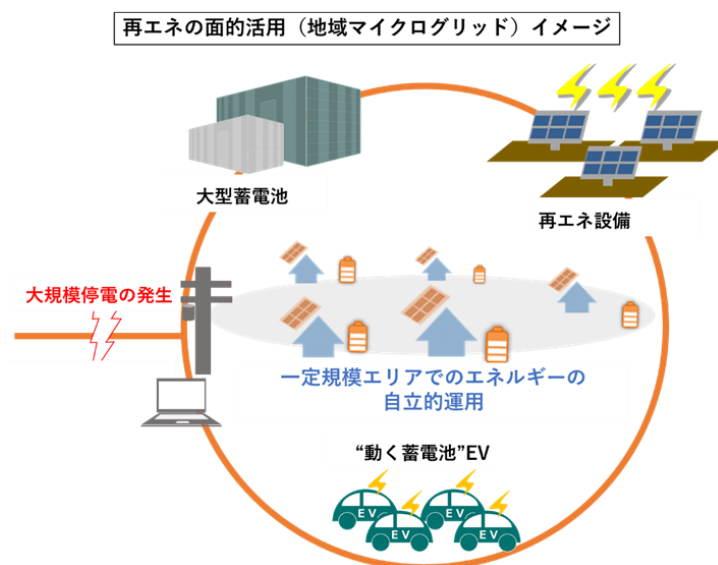 再エネの面的活用（地域マイクログリッド）イメージ
大型蓄電池
再エネ設備
大規模停電の発生
一定規模エリアでのエネルギーの
自立的運用
“動く蓄電池”EV
EV
EV
EV
EV